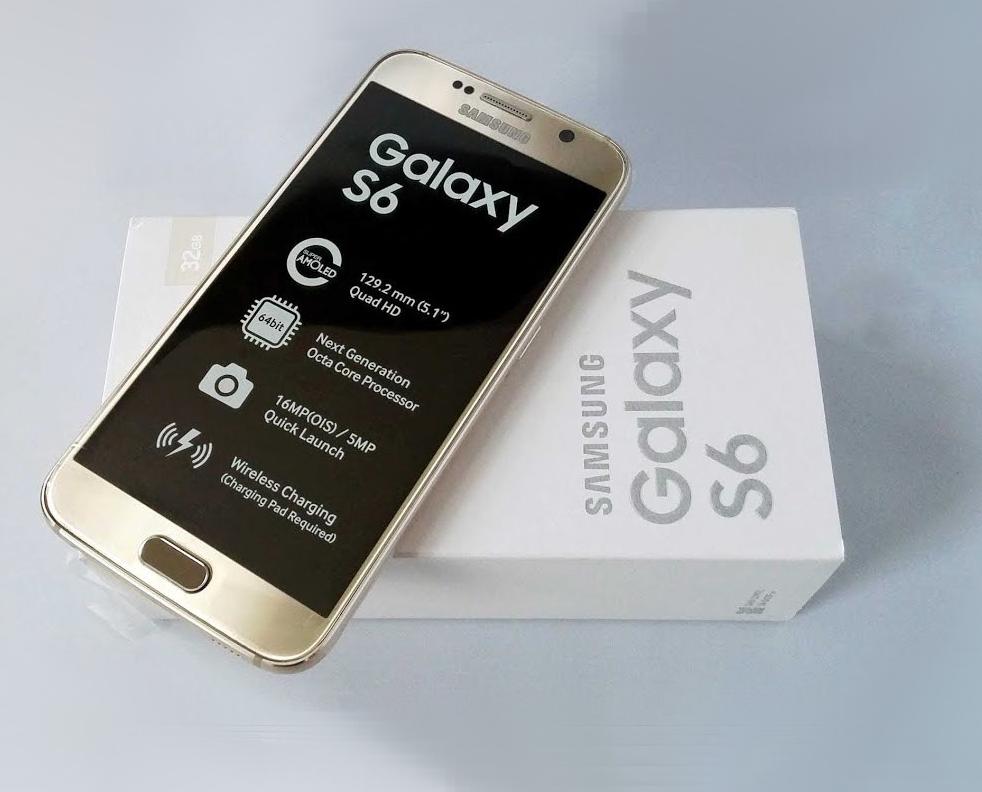 SAMSUNG
Galaxy
S6
SUPER
AMOLED
129.2 mm (5.1")
Quad HD
64bit
Next Generation
Octa Core Processor
16MP(OIS) / 5MP
Quick Launch
Wireless Charging
(Charging Pad Required)
32GB
SAMSUNG
Galaxy
S6